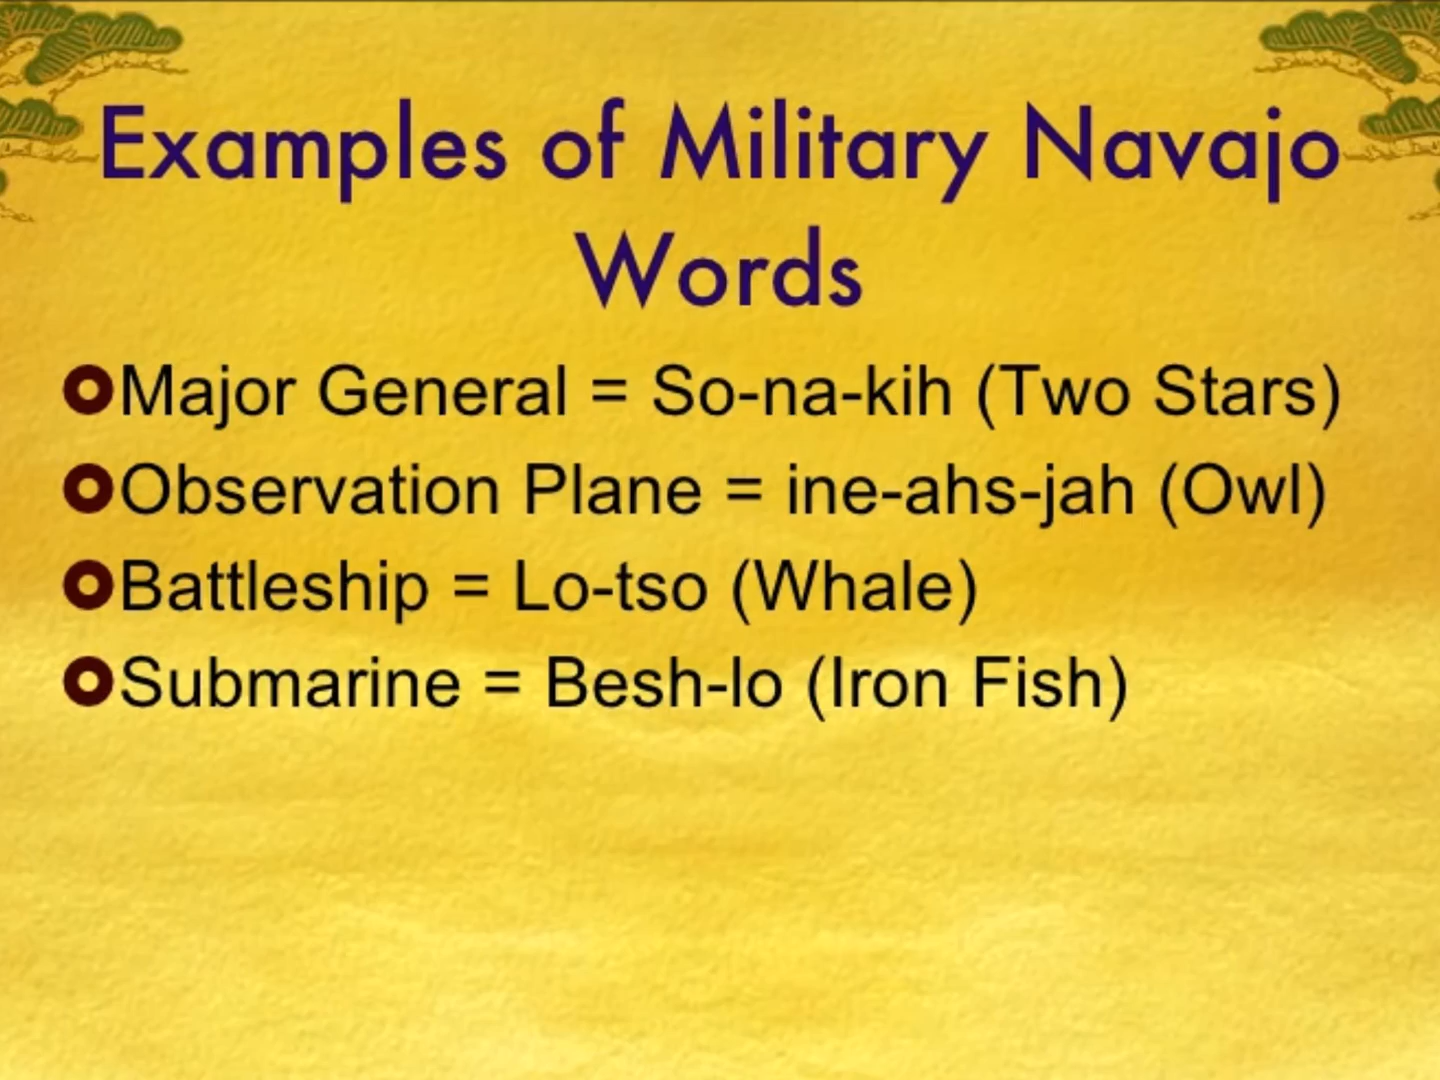 Examples of Military Navajo
Words
Major General = So-na-kih (Two Stars)
Observation Plane = ine-ahs-jah (Owl)
Battleship = Lo-tso (Whale)
Submarine = Besh-lo (Iron Fish)